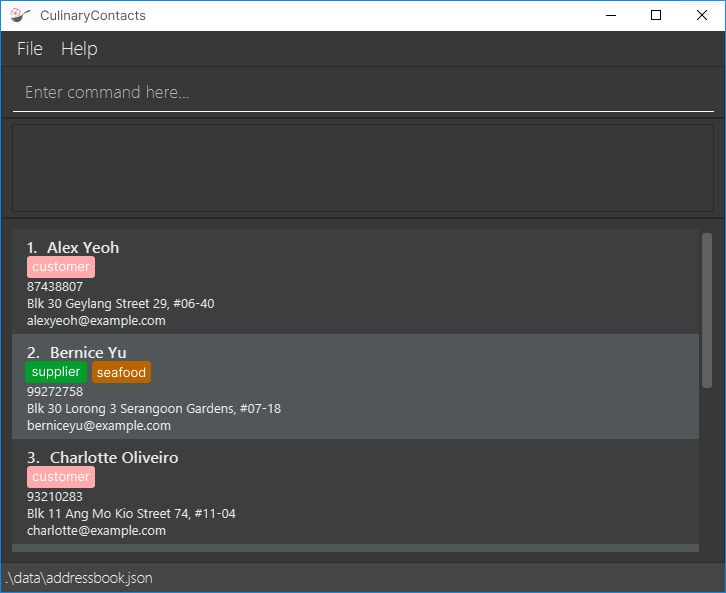 CulinaryContacts
File Help
Enter command here...
1. Alex Yeoh
customer
87438807
Blk 30 Geylang Street 29, #06-40
alexyeoh@example.com
2. Bernice Yu
supplier seafood
99272758
Blk 30 Lorong 3 Serangoon Gardens, #07-18
berniceyu@example.com
3. Charlotte Oliveiro
customer
93210283
Blk 11 Ang Mo Kio Street 74, #11-04
charlotte@example.com
.\data\addressbook.json